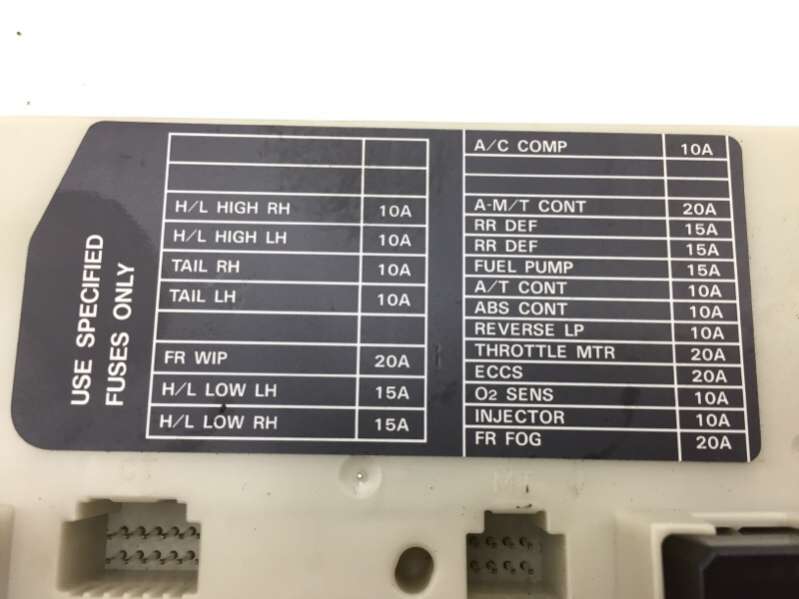 USE SPECIFIED
FUSES ONLY
H/L HIGH RH 10A
H/L HIGH LH 10A
TAIL RH 10A
TAIL LH 10A
FR WIP 20A
H/L LOW LH 15A
H/L LOW RH 15A
A/C COMP 10A
A-M/T CONT 20A
RR DEF 15A
RR DEF 15A
FUEL PUMP 15A
A/T CONT 10A
ABS CONT 10A
REVERSE LP 10A
THROTTLE MTR 20A
ECCS 20A
O2 SENS 10A
INJECTOR 10A
FR FOG 20A